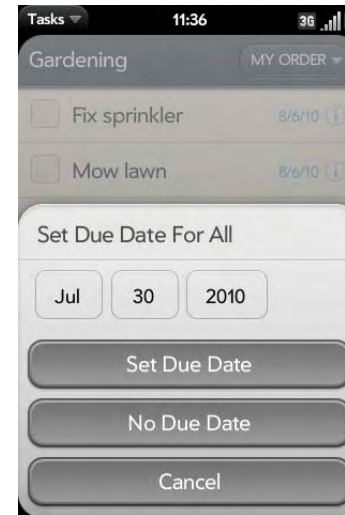 Tasks 11:36 3G
Gardening MY ORDER
Fix sprinkler 8/6/10 i
Mow lawn 8/6/10 i
Set Due Date For All
Jul 30 2010
Set Due Date
No Due Date
Cancel